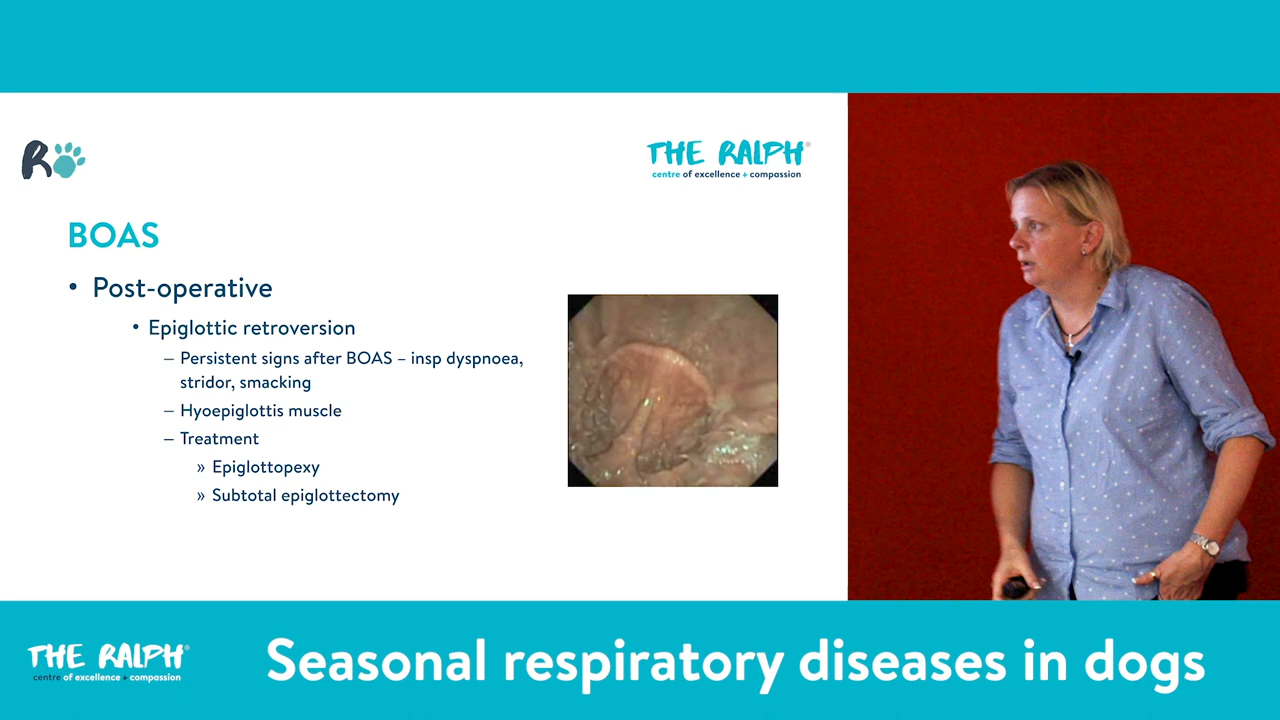 R
THE RALPH®
centre of excellence + compassion
BOAS
• Post-operative
• Epiglottic retroversion
– Persistent signs after BOAS – insp dyspnoea,
stridor, smacking
– Hyoepiglottis muscle
– Treatment
» Epiglottopexy
» Subtotal epiglottectomy
THE RALPH®
centre of excellence + compassion
Seasonal respiratory diseases in dogs